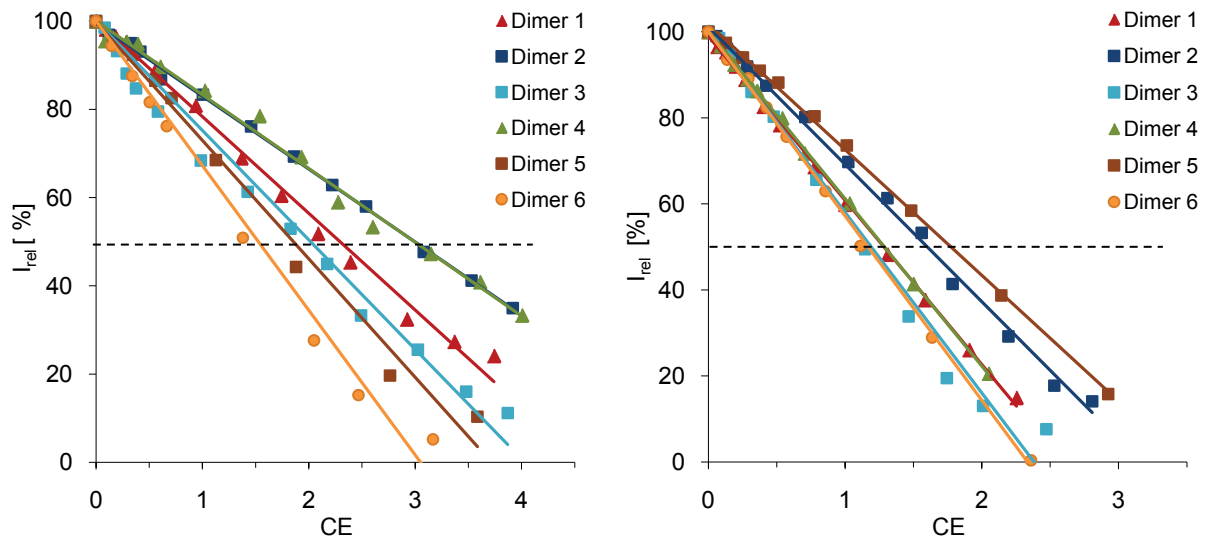 I_rel [ %]
100
80
60
40
20
0
0 1 2 3 4
CE
Dimer 1
Dimer 2
Dimer 3
Dimer 4
Dimer 5
Dimer 6
I_rel [%]
100
80
60
40
20
0
0 1 2 3
CE
Dimer 1
Dimer 2
Dimer 3
Dimer 4
Dimer 5
Dimer 6